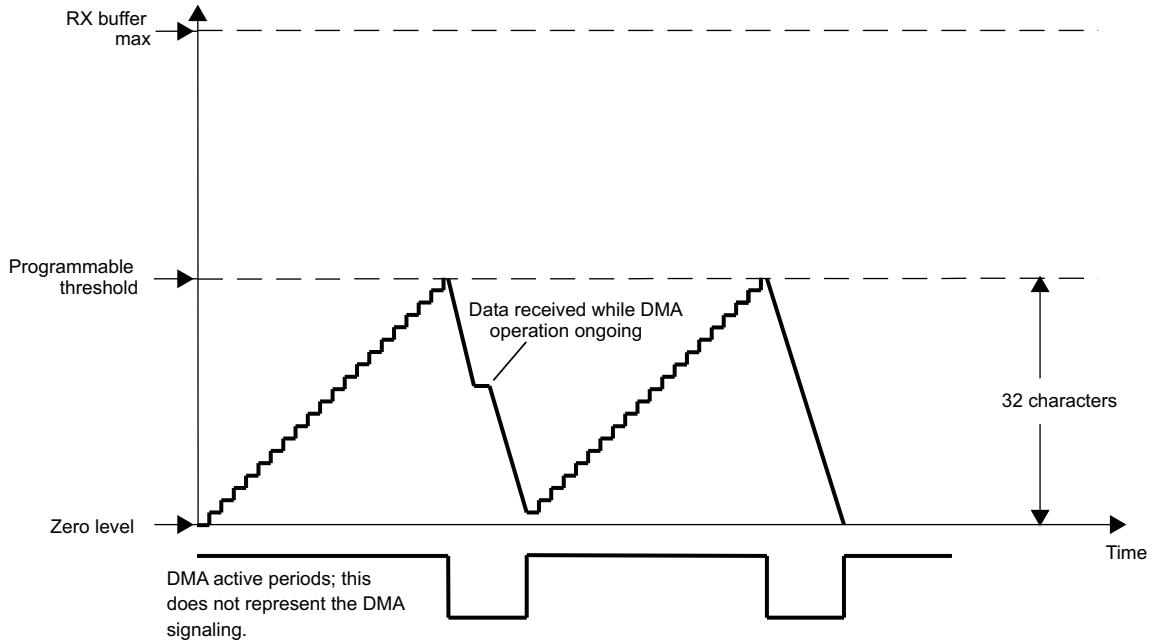 RX buffer
max
Programmable
threshold
Data received while DMA
operation ongoing
32 characters
Zero level
Time
DMA active periods; this
does not represent the DMA
signaling.